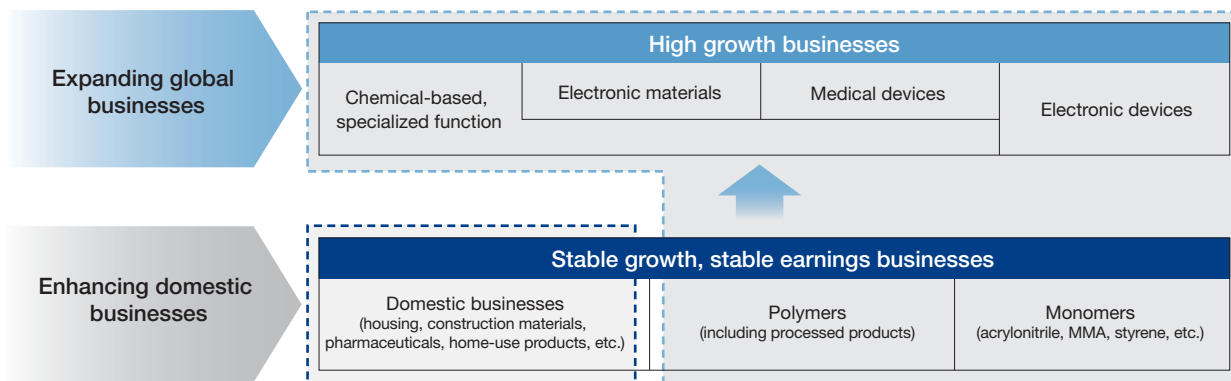 Expanding global
businesses
High growth businesses
Chemical-based,
specialized function
Electronic materials
Medical devices
Electronic devices
Enhancing domestic
businesses
Stable growth, stable earnings businesses
Domestic businesses
(housing, construction materials,
pharmaceuticals, home-use products, etc.)
Polymers
(including processed products)
Monomers
(acrylonitrile, MMA, styrene, etc.)